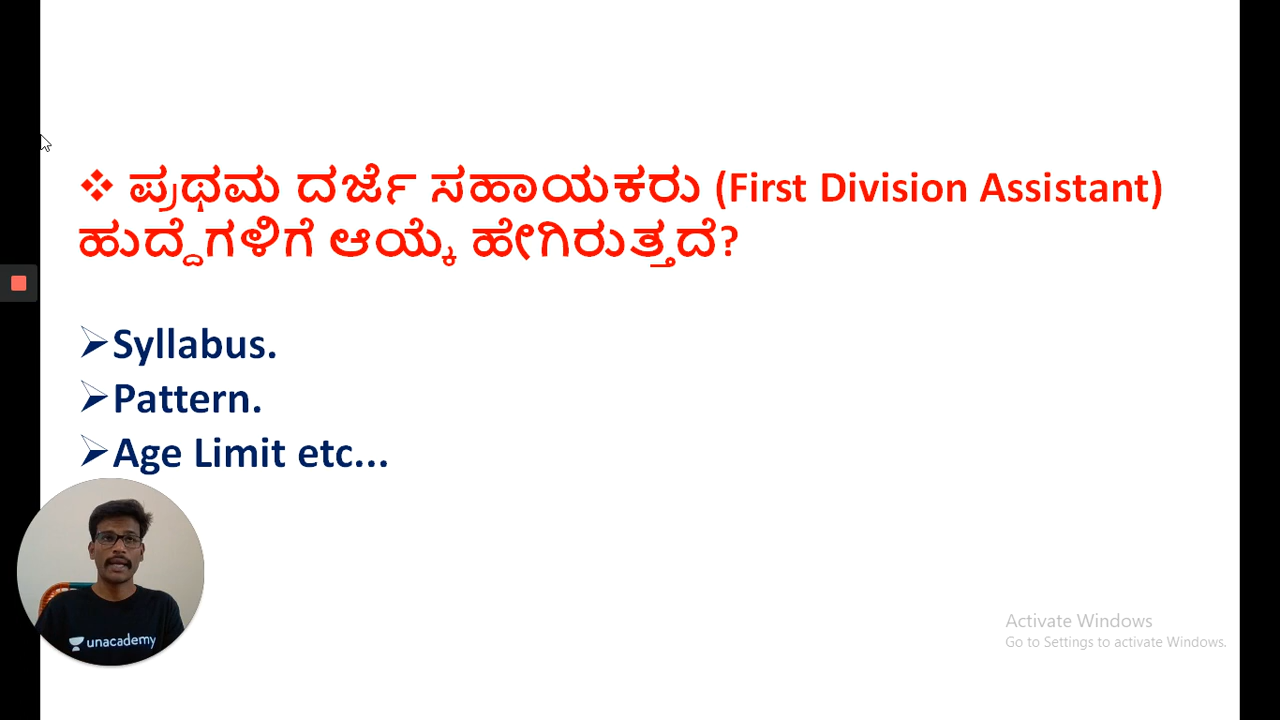 ❖ ಪ್ರಥಮ ದರ್ಜೆ ಸಹಾಯಕರು (First Division Assistant)
ಹುದ್ದೆಗಳಿಗೆ ಆಯ್ಕೆ ಹೇಗಿರುತ್ತದೆ?
➢Syllabus.
➢Pattern.
➢Age Limit etc...
unacademy
Activate Windows
Go to Settings to activate Windows.